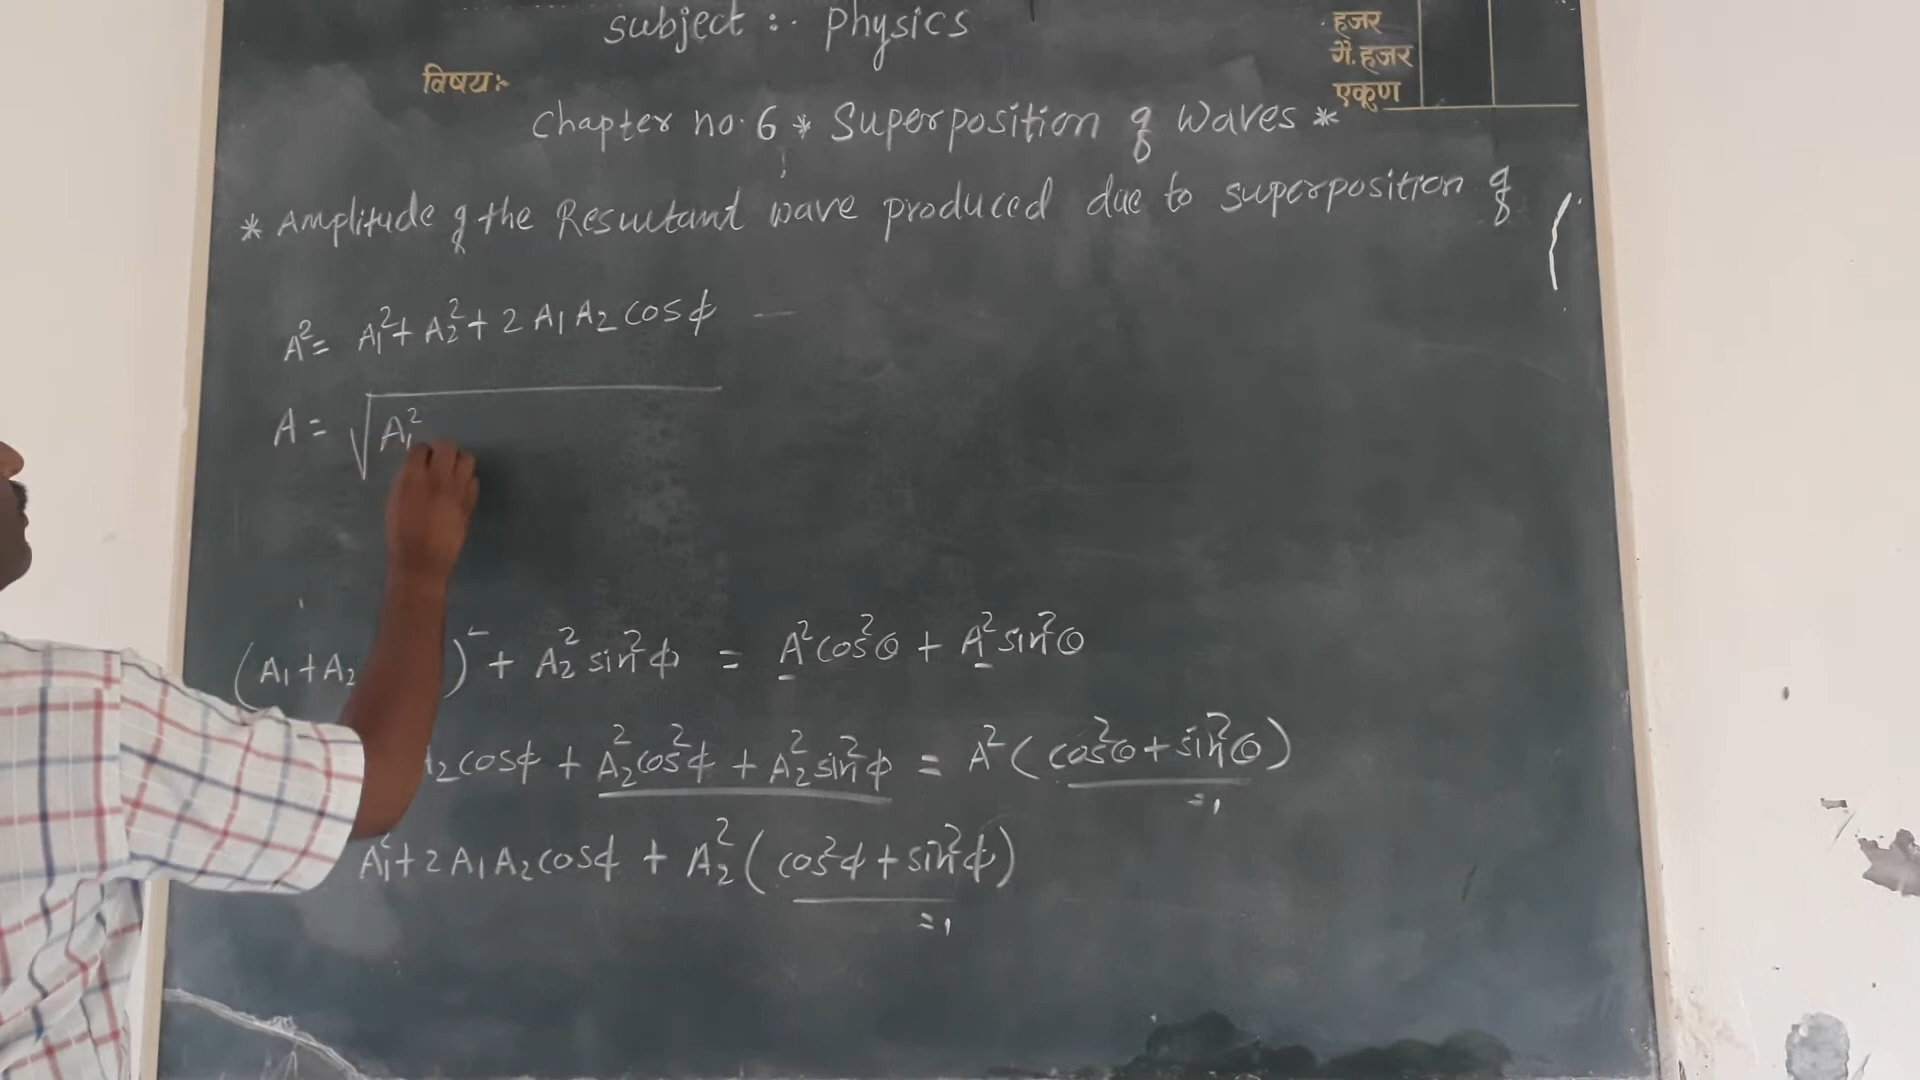 subject :- physics
हजर
गै.हजर
विषय:-
एकूण
Chapter no. 6 * Superposition of Waves *
* Amplitude of the Resultant wave produced due to superposition of
A² = A₁² + A₂² + 2 A₁ A₂ cos ϕ
A = √A₁²
(A₁ + A₂ )² + A₂² sin²ϕ = A² cos²θ + A² sin²θ
₂ cosϕ + A₂² cos²ϕ + A₂² sin²ϕ = A² (cos²θ + sin²θ)
= 1
A₁² + 2 A₁ A₂ cosϕ + A₂² (cos²ϕ + sin²ϕ)
= 1